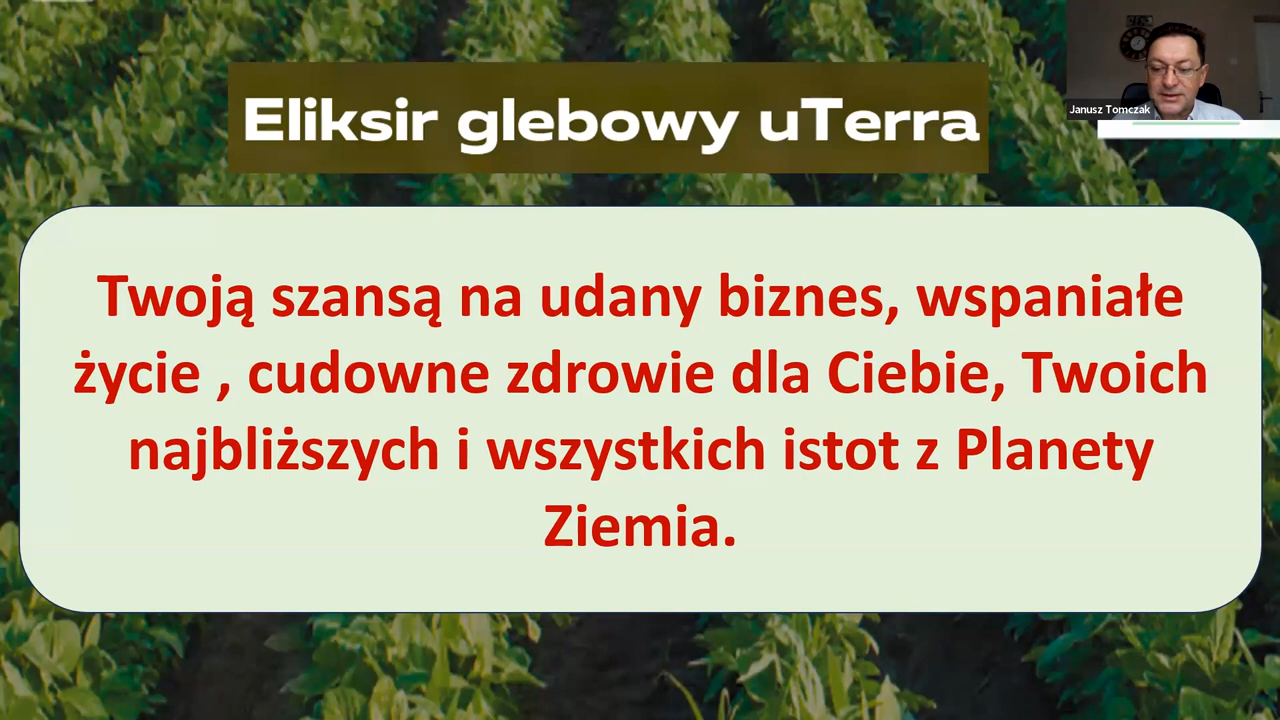 Eliksir glebowy uTerra
Janusz Tomczak
Twoją szansą na udany biznes, wspaniałe
życie , cudowne zdrowie dla Ciebie, Twoich
najbliższych i wszystkich istot z Planety
Ziemia.